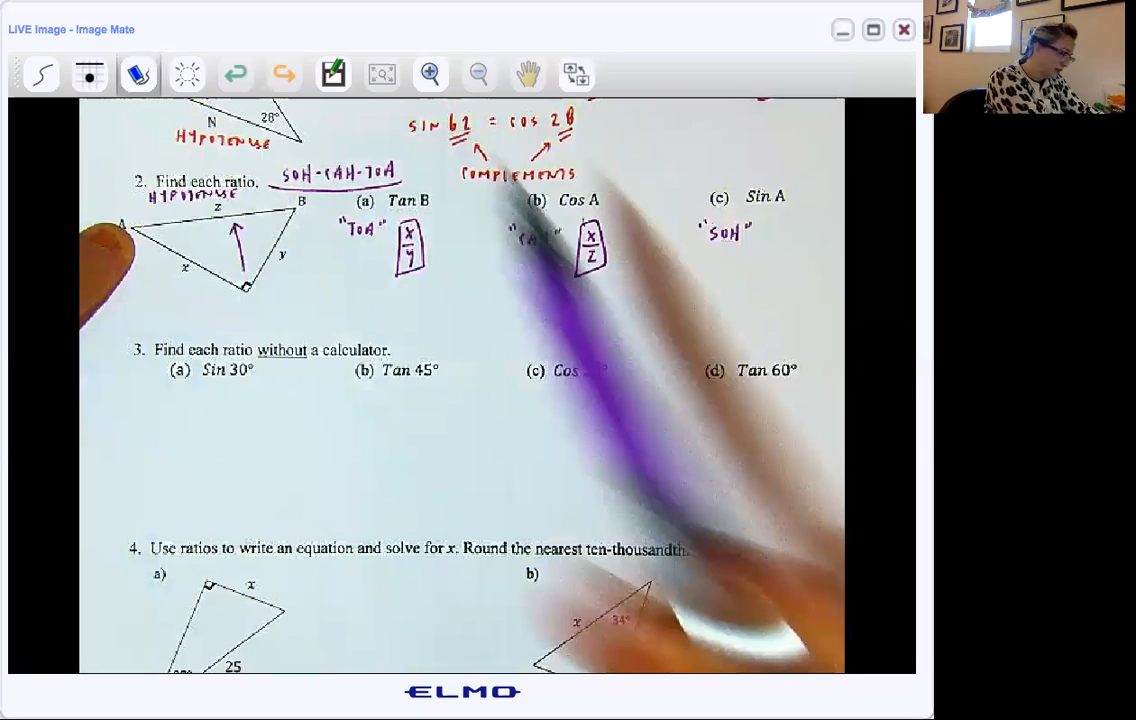 LIVE Image - Image Mate
N 28°
HYPOTENUSE
SIN 62 = COS 28
COMPLEMENTS
2. Find each ratio. SOH-CAH-TOA
HYPOTENUSE
z
A
B
x
y
(a) Tan B
"TOA" x/y
(b) Cos A
x/z
(c) Sin A
"SOH"
3. Find each ratio without a calculator.
(a) Sin 30°
(b) Tan 45°
(c) Cos
(d) Tan 60°
4. Use ratios to write an equation and solve for x. Round the nearest ten-thousandth.
a)
x
25
b)
x
34°
ELMO